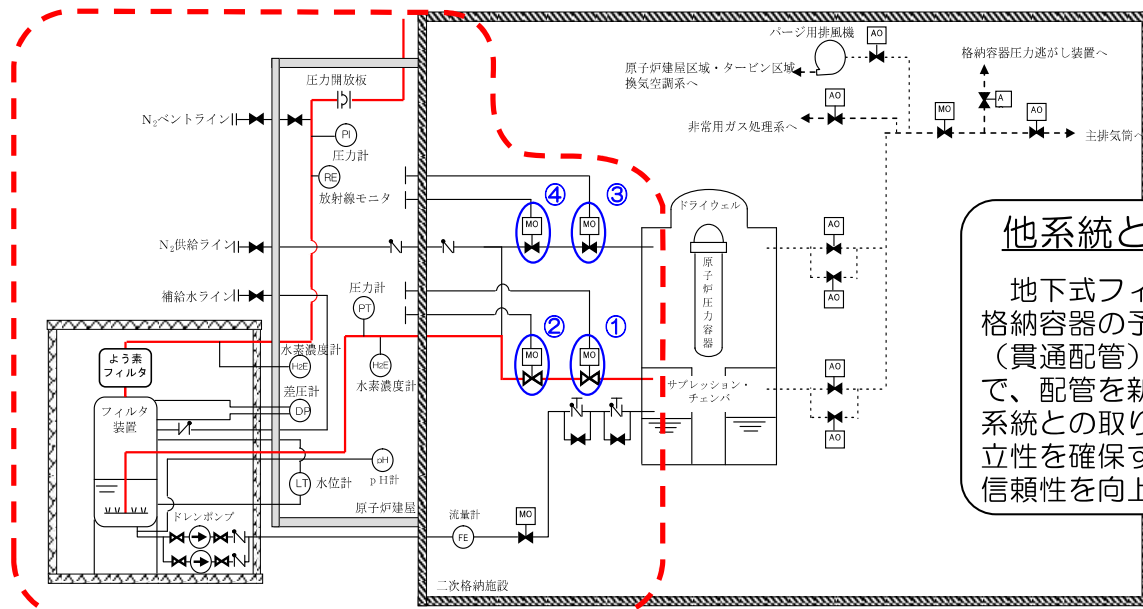 パージ用排風機
AO
格納容器圧力逃がし装置へ
原子炉建屋区域・タービン区域
換気空調系へ
AO
A
MO
AO
非常用ガス処理系へ
主排気筒へ
圧力開放板
N₂ベントライン
PI
圧力計
RE
放射線モニタ
④
③
MO
MO
ドライウェル
AO
AO
N₂供給ライン
原子炉圧力容器
補給水ライン
圧力計
PT
②
①
MO
MO
水素濃度計
H2E
H2E
水素濃度計
よう素
フィルタ
差圧計
DP
サプレッション・
チェンバ
AO
AO
フィルタ
装置
pH
pH計
LT
水位計
原子炉建屋
ドレンポンプ
流量計
FE
MO
二次格納施設
他系統と
地下式フィ
格納容器の予
（貫通配管）
で、配管を新
系統との取り
立性を確保す
信頼性を向上